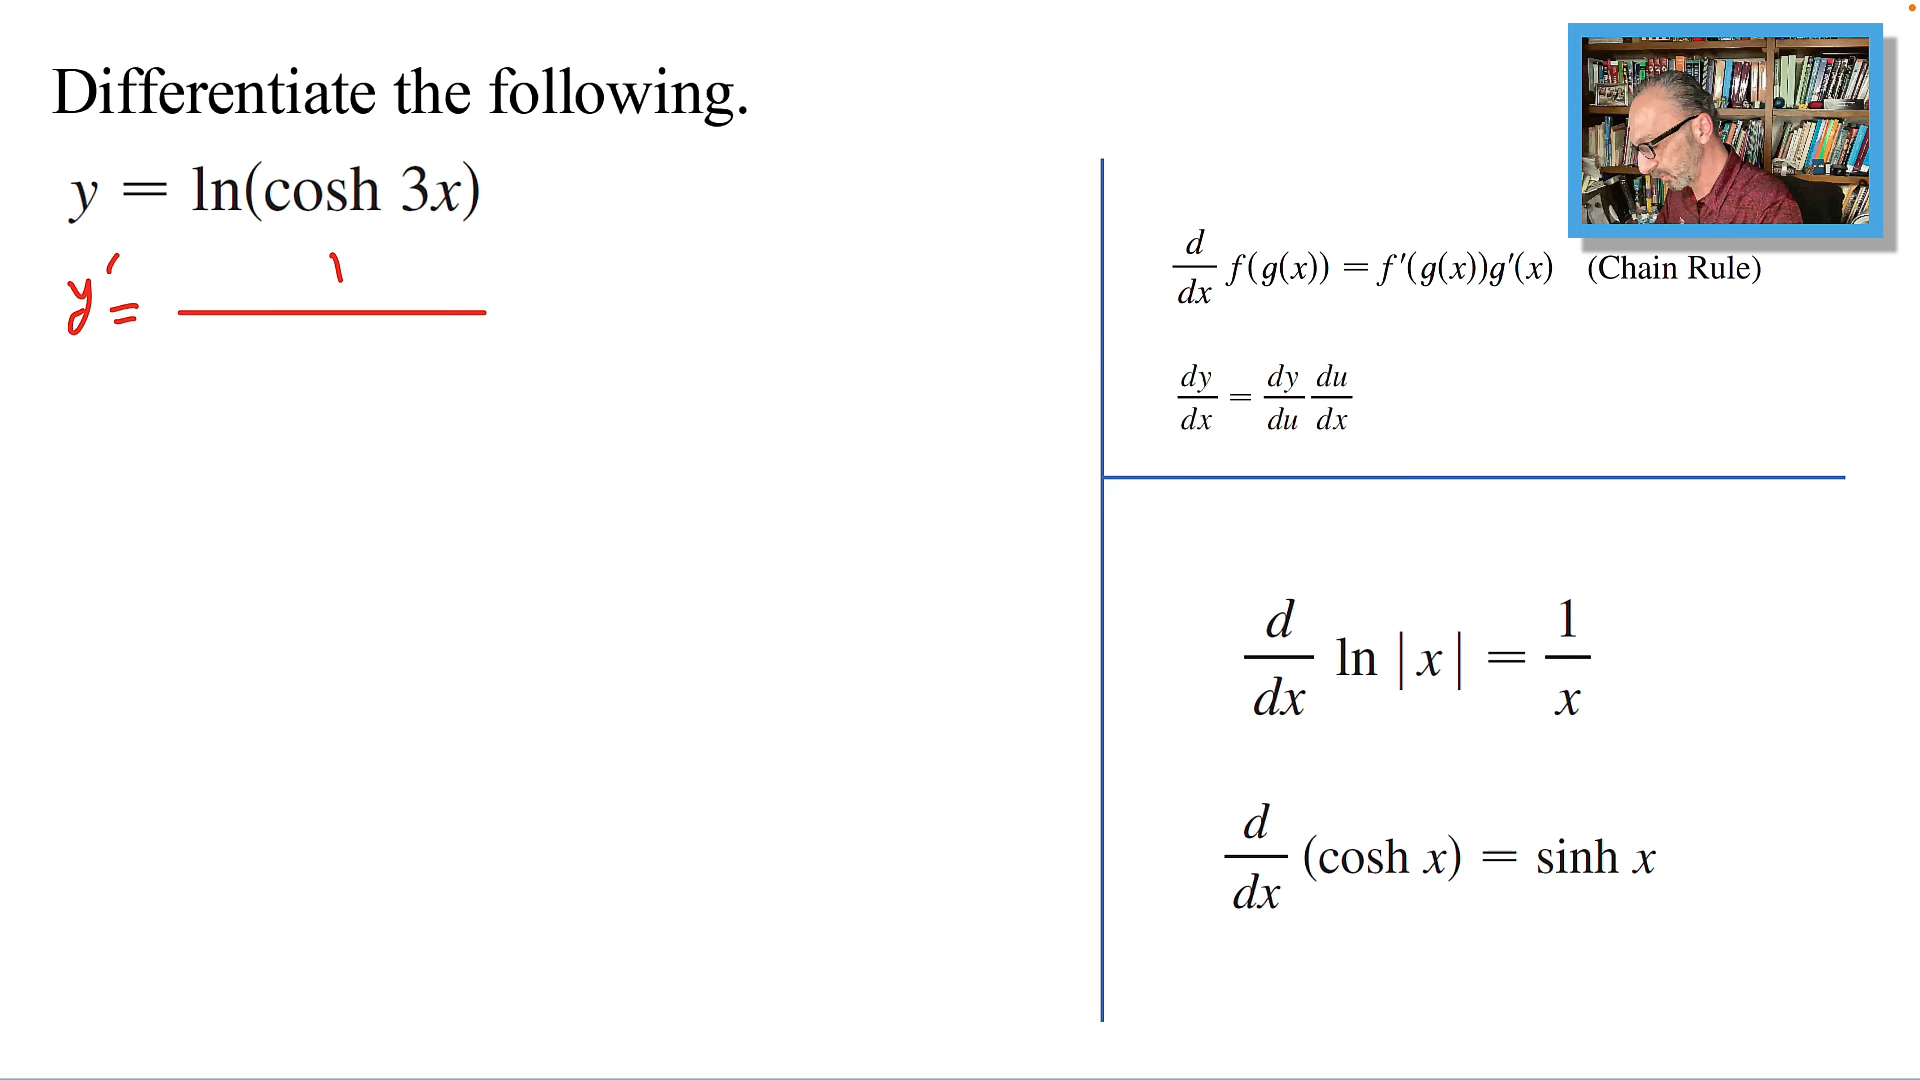 Differentiate the following.
y = ln(cosh 3x)
y' = 1
d/dx f(g(x)) = f'(g(x))g'(x) (Chain Rule)
dy/dx = dy/du du/dx
d/dx ln |x| = 1/x
d/dx (cosh x) = sinh x